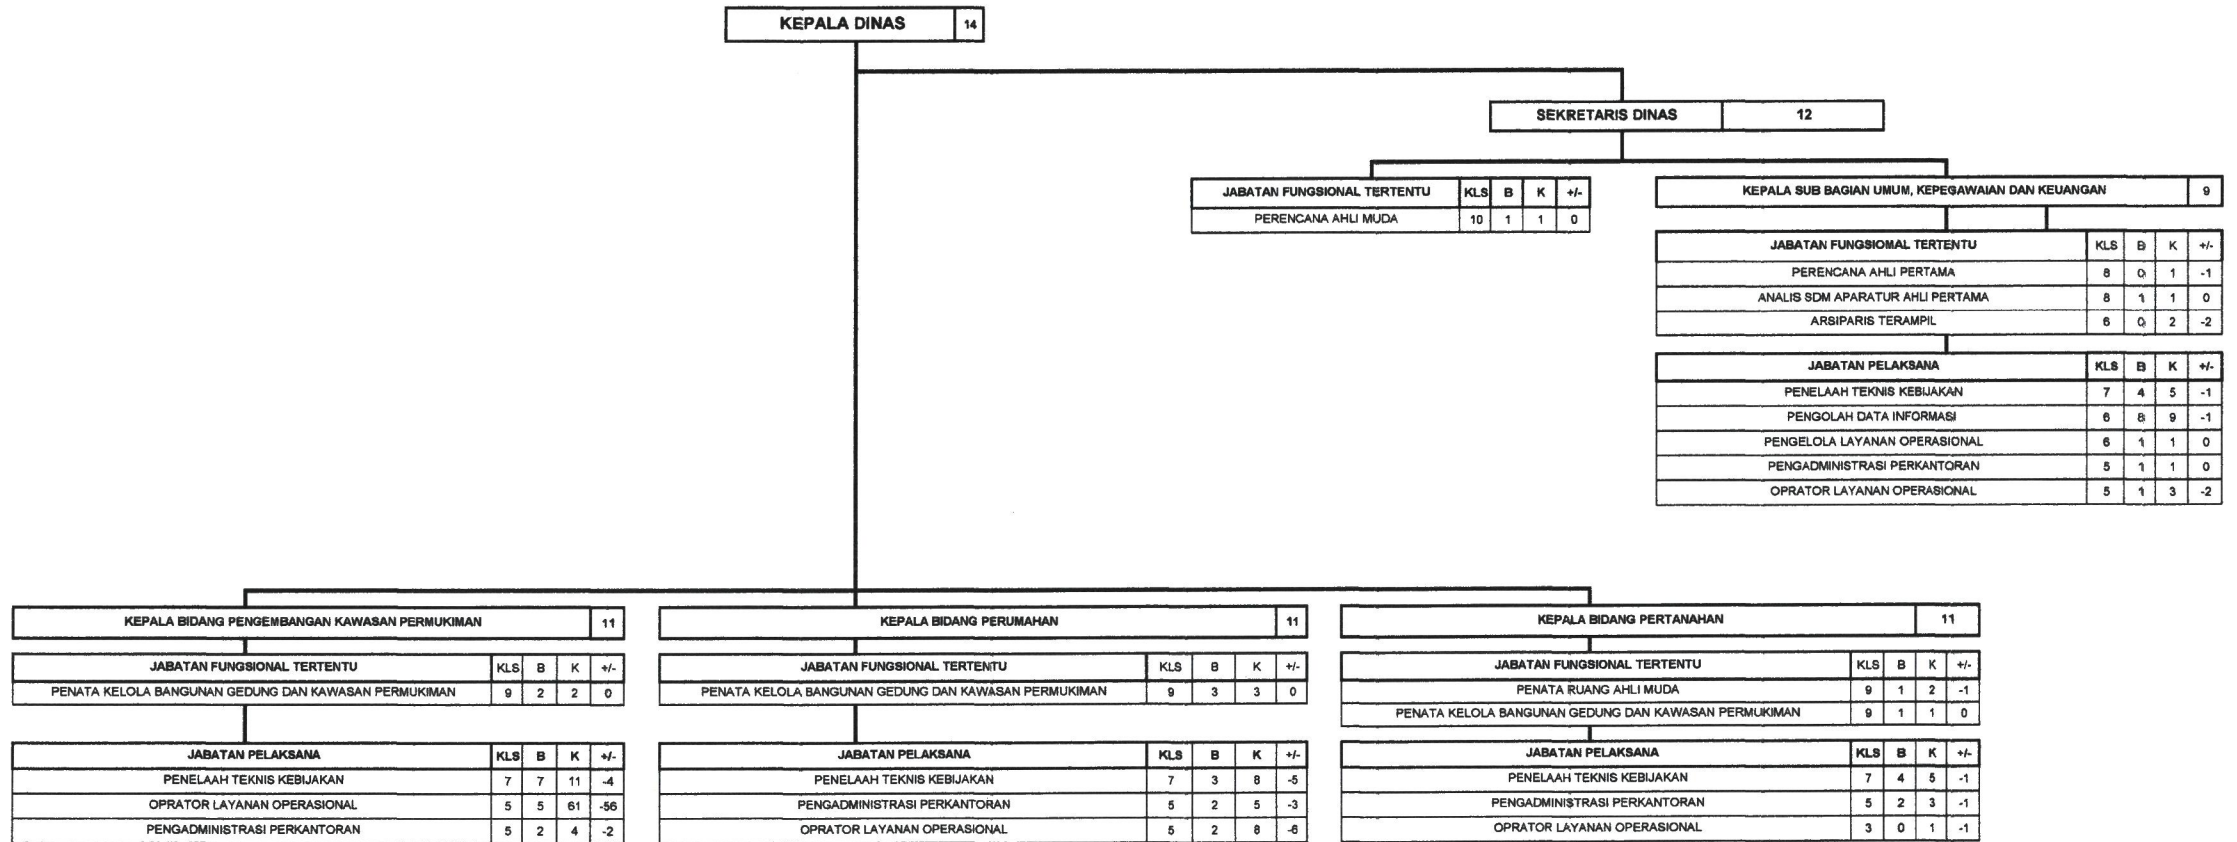 KEPALA DINAS 14
SEKRETARIS DINAS 12
JABATAN FUNGSIONAL TERTENTU KLS B K +/-
PERENCANA AHLI MUDA 10 1 1 0
KEPALA SUB BAGIAN UMUM, KEPEGAWAIAN DAN KEUANGAN 9
JABATAN FUNGSIOMAL TERTENTU KLS B K +/-
PERENCANA AHLI PERTAMA 8 0 1 -1
ANALIS SDM APARATUR AHLI PERTAMA 8 1 1 0
ARSIPARIS TERAMPIL 6 0 2 -2
JABATAN PELAKSANA KLS B K +/-
PENELAAH TEKNIS KEBIJAKAN 7 4 5 -1
PENGOLAH DATA INFORMASI 6 8 9 -1
PENGELOLA LAYANAN OPERASIONAL 6 1 1 0
PENGADMINISTRASI PERKANTORAN 5 1 1 0
OPRATOR LAYANAN OPERASIONAL 5 1 3 -2
KEPALA BIDANG PENGEMBANGAN KAWASAN PERMUKIMAN 11
JABATAN FUNGSIONAL TERTENTU KLS B K +/-
PENATA KELOLA BANGUNAN GEDUNG DAN KAWASAN PERMUKIMAN 9 2 2 0
JABATAN PELAKSANA KLS B K +/-
PENELAAH TEKNIS KEBIJAKAN 7 7 11 -4
OPRATOR LAYANAN OPERASIONAL 5 5 61 -56
PENGADMINISTRASI PERKANTORAN 5 2 4 -2
KEPALA BIDANG PERUMAHAN 11
JABATAN FUNGSIONAL TERTENTU KLS B K +/-
PENATA KELOLA BANGUNAN GEDUNG DAN KAWASAN PERMUKIMAN 9 3 3 0
JABATAN PELAKSANA KLS B K +/-
PENELAAH TEKNIS KEBIJAKAN 7 3 8 -5
PENGADMINISTRASI PERKANTORAN 5 2 5 -3
OPRATOR LAYANAN OPERASIONAL 5 2 8 -6
KEPALA BIDANG PERTANAHAN 11
JABATAN FUNGSIONAL TERTENTU KLS B K +/-
PENATA RUANG AHLI MUDA 9 1 2 -1
PENATA KELOLA BANGUNAN GEDUNG DAN KAWASAN PERMUKIMAN 9 1 1 0
JABATAN PELAKSANA KLS B K +/-
PENELAAH TEKNIS KEBIJAKAN 7 4 5 -1
PENGADMINISTRASI PERKANTORAN 5 2 3 -1
OPRATOR LAYANAN OPERASIONAL 3 0 1 -1